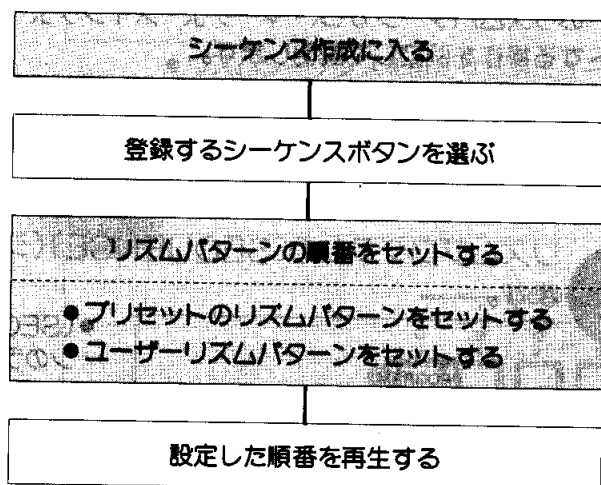 シーケンス作成に入る
登録するシーケンスボタンを選ぶ
リズムパターンの順番をセットする
●プリセットのリズムパターンをセットする
●ユーザーリズムパターンをセットする
設定した順番を再生する